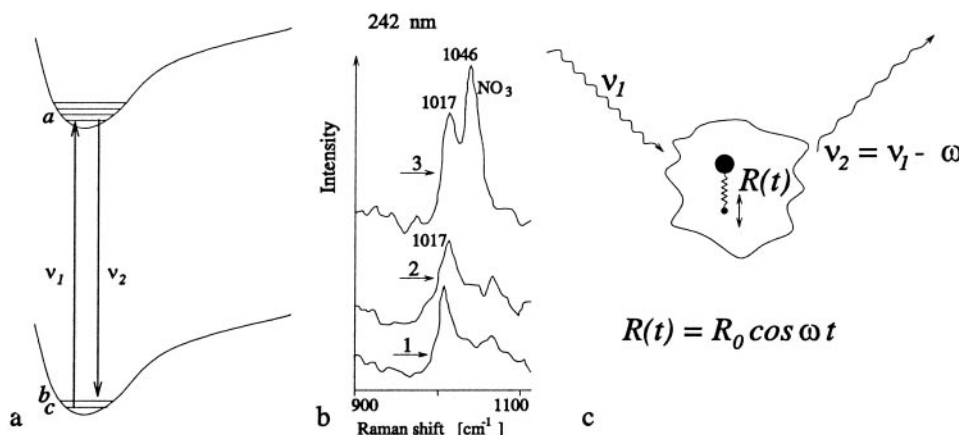 a
ν₁
ν₂
b
c
a
242 nm
1046
NO₃
1017
3
1017
2
1
Intensity
900
1100
Raman shift [cm⁻¹]
b
ν₁
ν₂ = ν₁ - ω
R(t)
R(t) = R₀ cos ω t
c